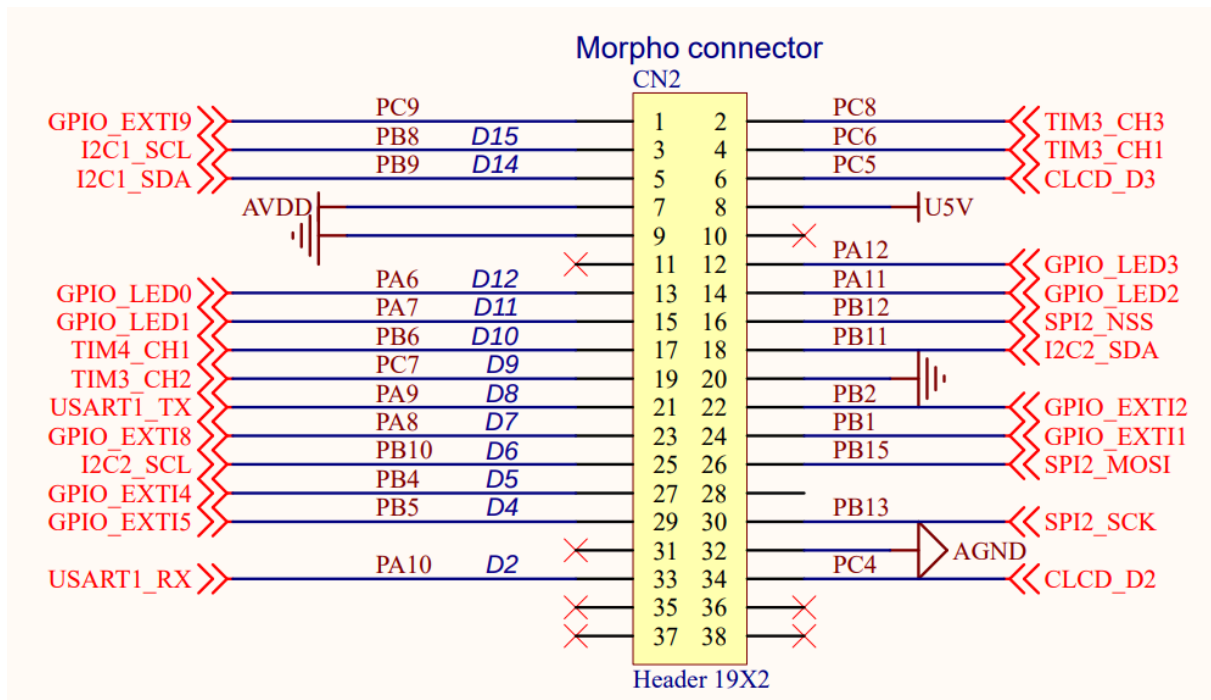 Morpho connector
CN2
GPIO_EXTI9 PC9 1 2 PC8 TIM3_CH3
I2C1_SCL PB8 D15 3 4 PC6 TIM3_CH1
I2C1_SDA PB9 D14 5 6 PC5 CLCD_D3
AVDD 7 8 U5V
9 10
11 12 PA12 GPIO_LED3
GPIO_LED0 PA6 D12 13 14 PA11 GPIO_LED2
GPIO_LED1 PA7 D11 15 16 PB12 SPI2_NSS
TIM4_CH1 PB6 D10 17 18 PB11 I2C2_SDA
TIM3_CH2 PC7 D9 19 20
USART1_TX PA9 D8 21 22 PB2 GPIO_EXTI2
GPIO_EXTI8 PA8 D7 23 24 PB1 GPIO_EXTI1
I2C2_SCL PB10 D6 25 26 PB15 SPI2_MOSI
GPIO_EXTI4 PB4 D5 27 28
GPIO_EXTI5 PB5 D4 29 30 PB13 SPI2_SCK
31 32 AGND
USART1_RX PA10 D2 33 34 PC4 CLCD_D2
35 36
37 38
Header 19X2